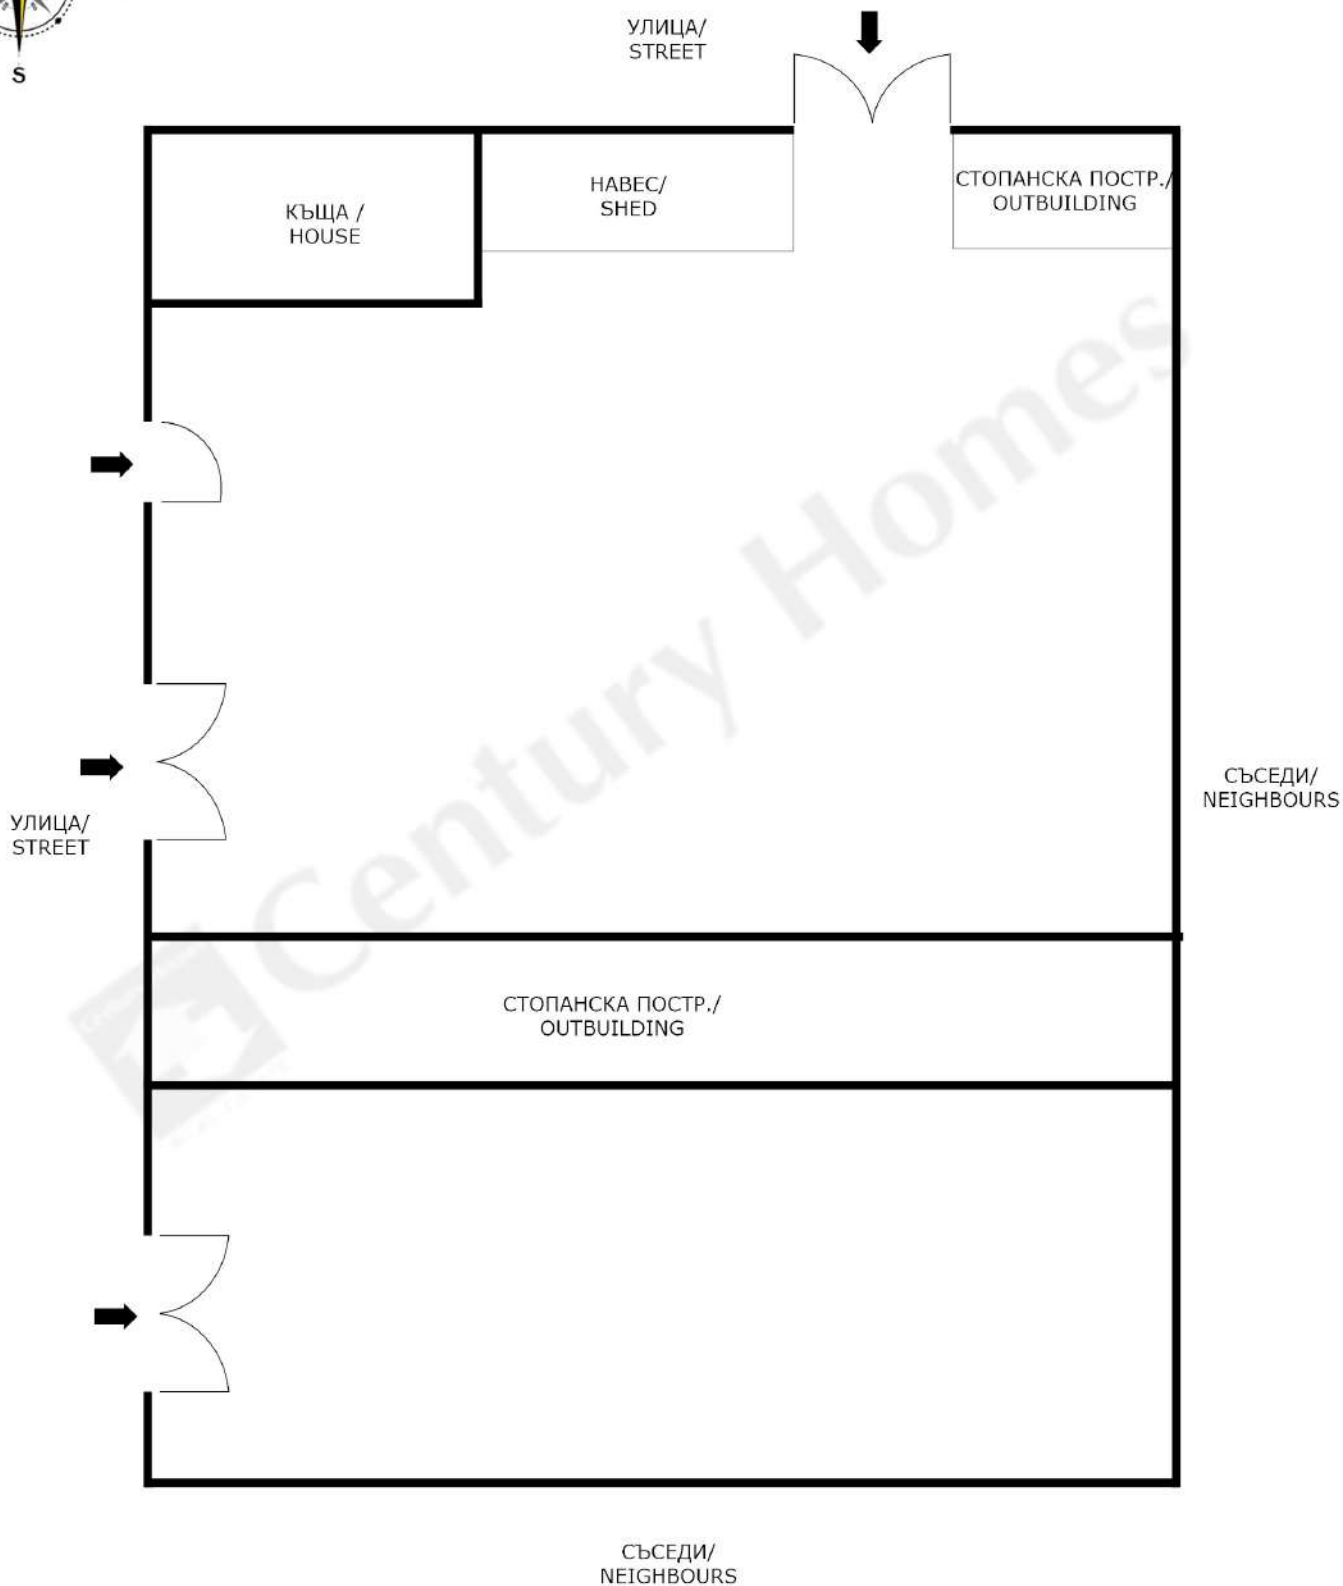 S
УЛИЦА/
STREET
КЪЩА /
HOUSE
НАВЕС/
SHED
СТОПАНСКА ПОСТР./
OUTBUILDING
Century Homes
СЪСЕДИ/
NEIGHBOURS
УЛИЦА/
STREET
СТОПАНСКА ПОСТР./
OUTBUILDING
СЪСЕДИ/
NEIGHBOURS